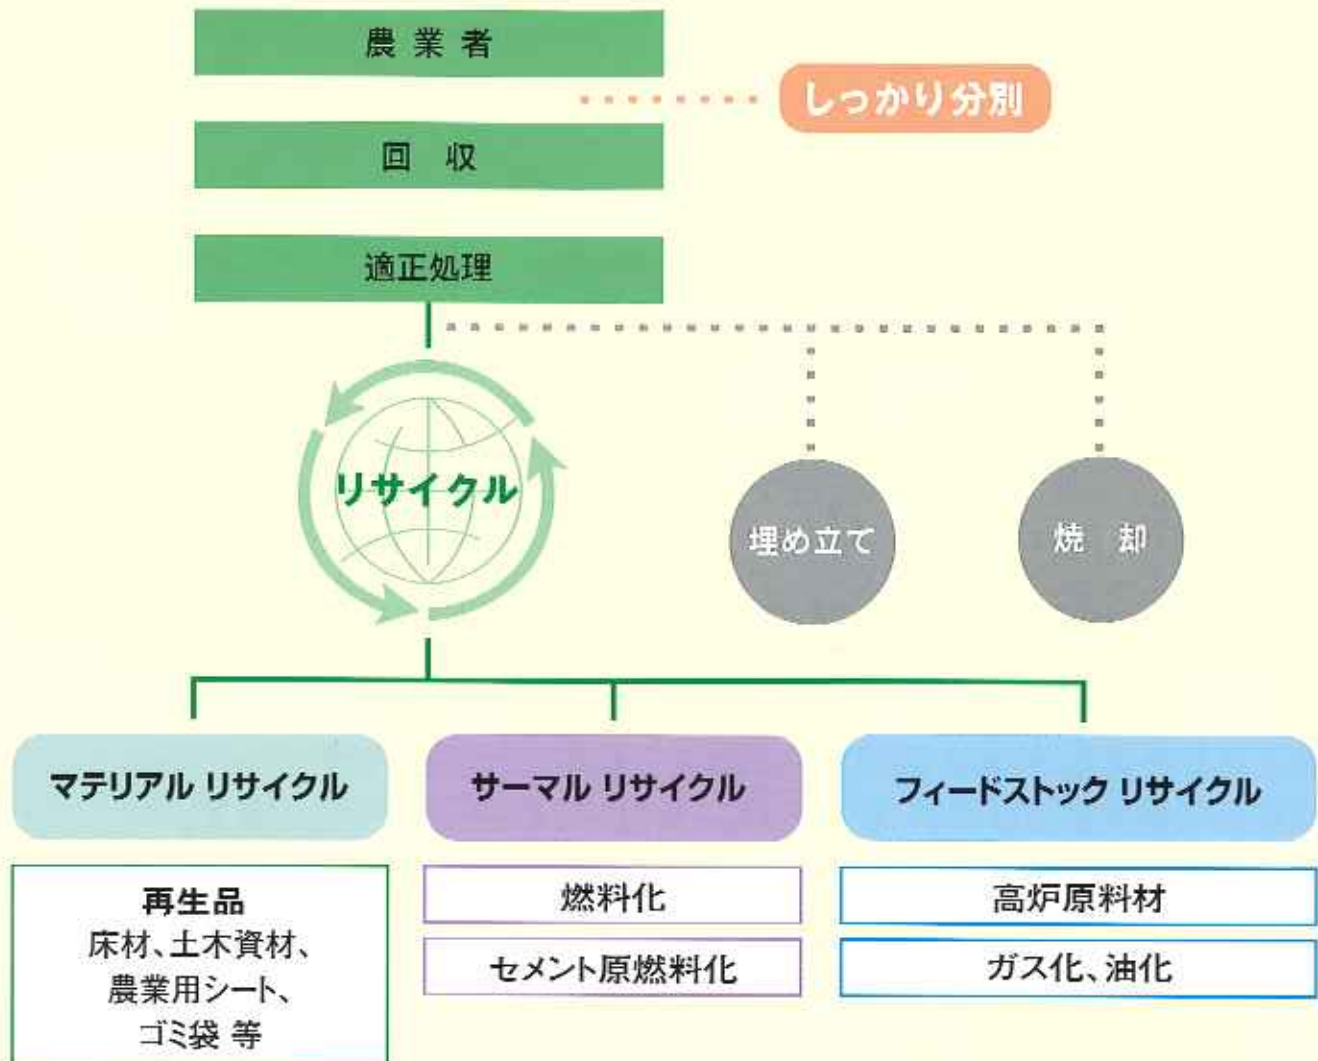 農業者
しっかり分別
回収
適正処理
リサイクル
埋め立て
焼却
マテリアル リサイクル
サーマル リサイクル
フィードストック リサイクル
再生品
床材、土木資材、
農業用シート、
ゴミ袋 等
燃料化
セメント原燃料化
高炉原料材
ガス化、油化